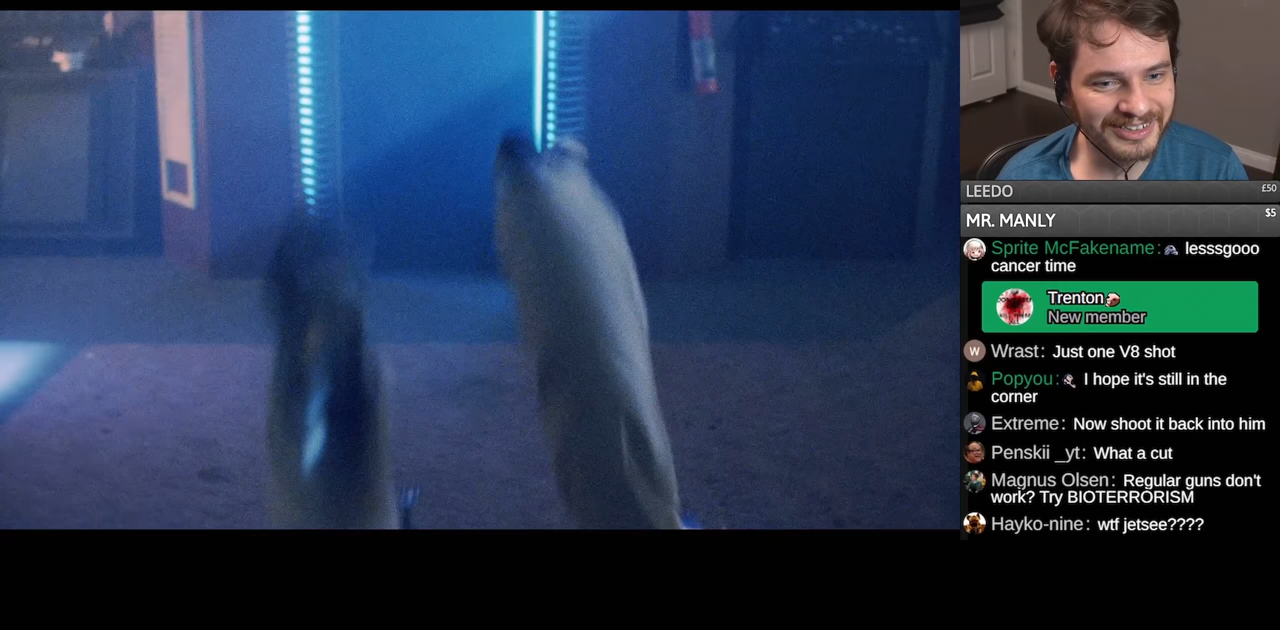 LEEDO £50
MR. MANLY $5
Sprite McFakename: lesssgooo
cancer time
Trenton
New member
W Wrast: Just one V8 shot
Popyou: I hope it's still in the
corner
Extreme: Now shoot it back into him
Penskii _yt: What a cut
Magnus Olsen: Regular guns don't
work? Try BIOTERRORISM
Hayko-nine: wtf jetsee????